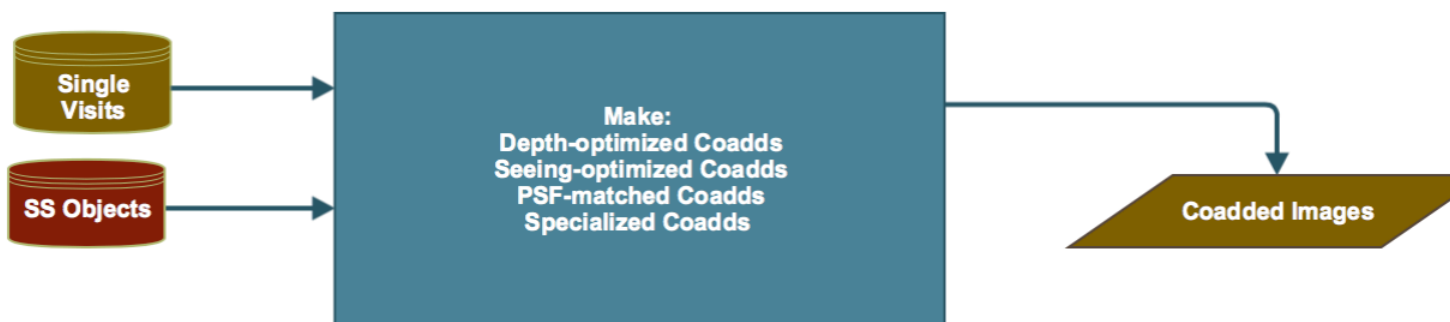 Single
Visits
SS Objects
Make:
Depth-optimized Coadds
Seeing-optimized Coadds
PSF-matched Coadds
Specialized Coadds
Coadded Images